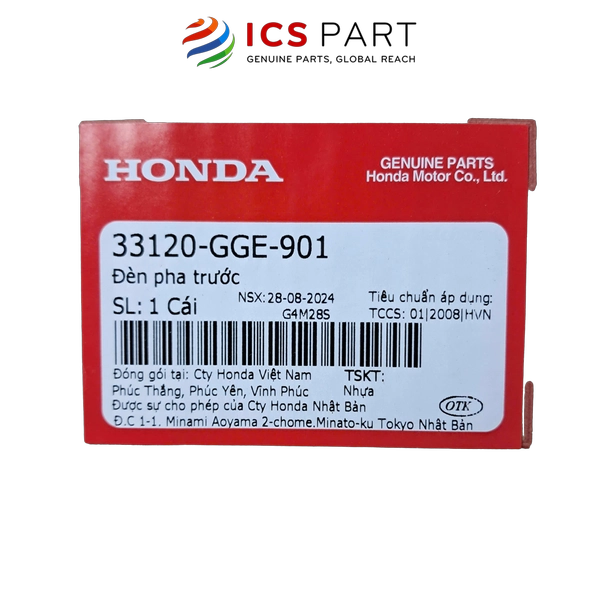 ICS PART
GENUINE PARTS, GLOBAL REACH
HONDA
GENUINE PARTS
Honda Motor Co., Ltd.
33120-GGE-901
Đèn pha trước
SL: 1 Cái
NSX: 28-08-2024
G4M28S
Tiêu chuẩn áp dụng:
TCCS: 01|2008|HVN
Đóng gói tại: Cty Honda Việt Nam
TSKT:
Phúc Thắng, Phúc Yên, Vĩnh Phúc
Nhựa
Được sự cho phép của Cty Honda Nhật Bản
OTK
Đ.C 1-1. Minami Aoyama 2-chome.Minato-ku Tokyo Nhật Bản